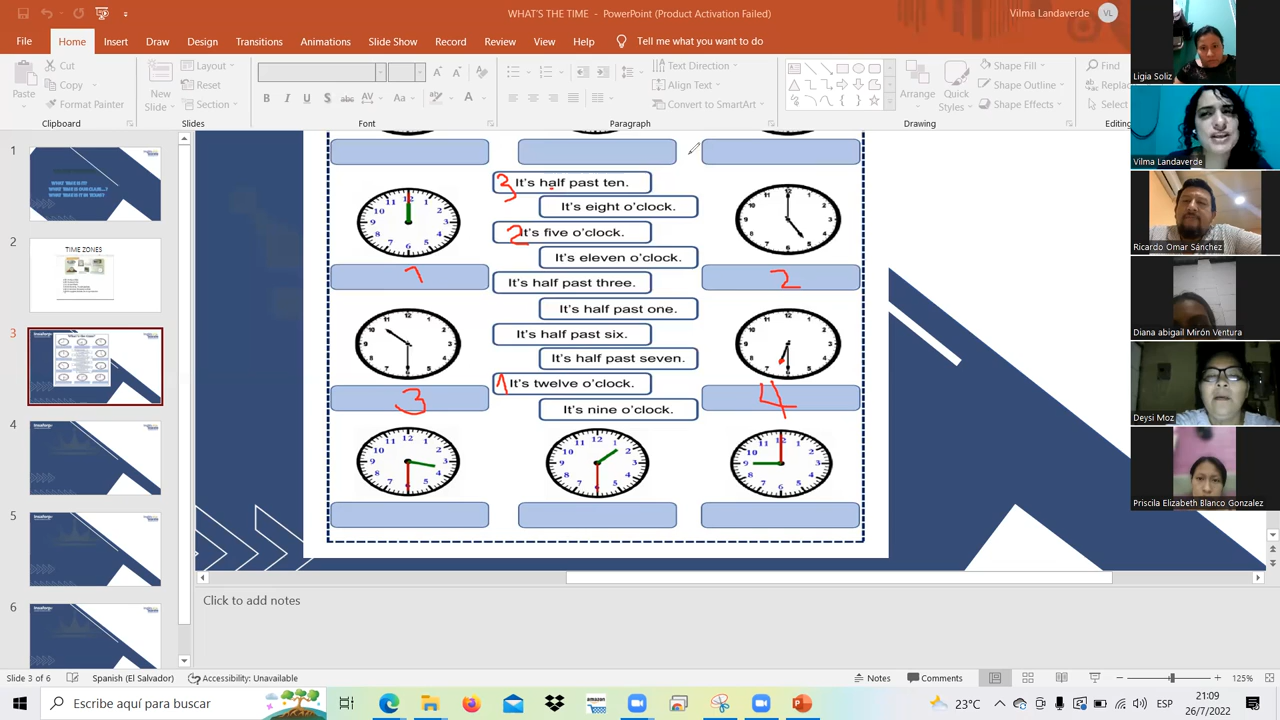 WHAT'S THE TIME - PowerPoint (Product Activation Failed)
Vilma Landaverde VL
File Home Insert Draw Design Transitions Animations Slide Show Record Review View Help Tell me what you want to do
Paste
Cut
Copy
Format Painter
Clipboard
New Slide
Layout
Reset
Section
Slides
Font
Text Direction
Align Text
Convert to SmartArt
Paragraph
Arrange
Quick Styles
Shape Fill
Shape Outline
Shape Effects
Drawing
Find
Select
Editing
1
2
TIME ZONES
3
4
5
6
3 It's half past ten.
It's eight o'clock.
2 It's five o'clock.
It's eleven o'clock.
It's half past three.
It's half past one.
It's half past six.
It's half past seven.
1 It's twelve o'clock.
It's nine o'clock.
1
2
3
4
Ligia Soliz
Vilma Landaverde
Ricardo Omar Sánchez
Diana abigail Mirón Ventura
Deysi Moz
Priscila Elizabeth Blanco Gonzalez
Click to add notes
Slide 3 of 6 Spanish (El Salvador) Accessibility: Unavailable Notes Comments 125%
Buscar 23°C ESP 21:09
26/7/2022